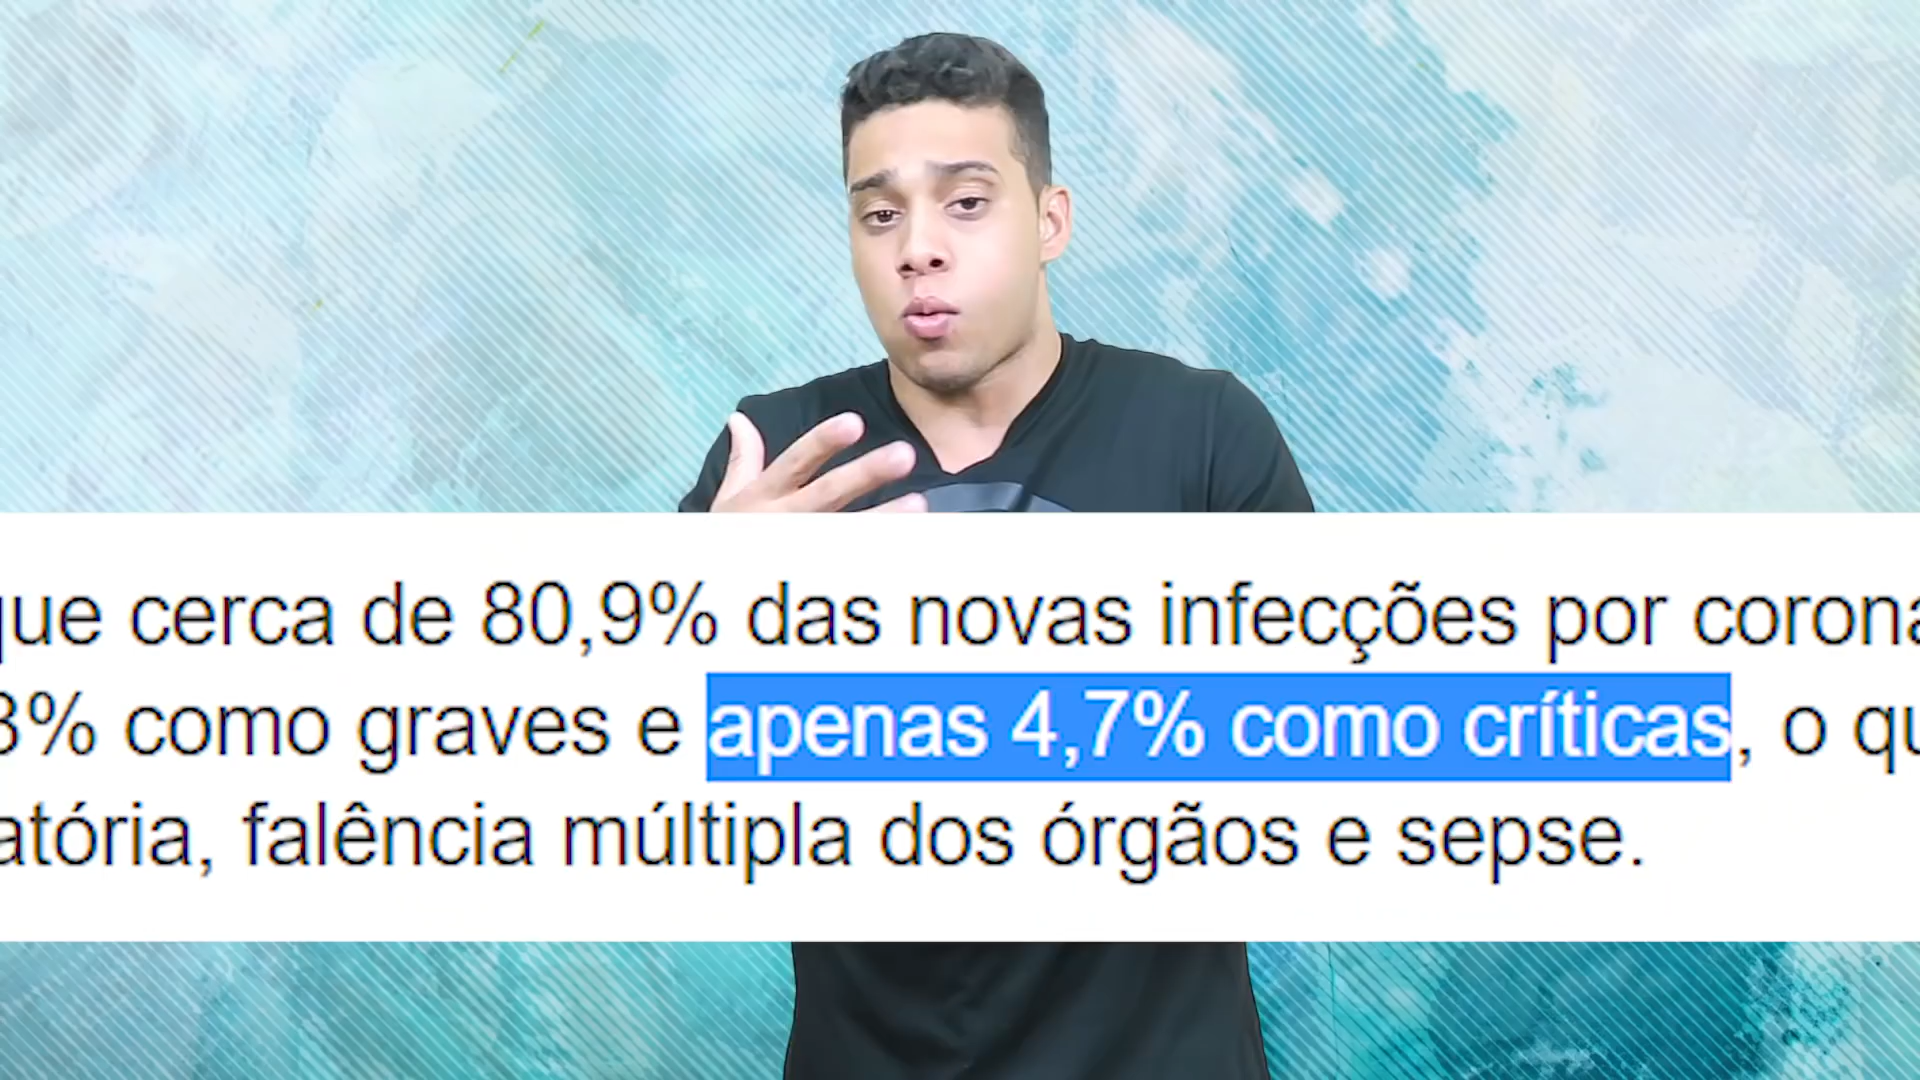 que cerca de 80,9% das novas infecções por corona
3% como graves e apenas 4,7% como críticas, o qu
atória, falência múltipla dos órgãos e sepse.